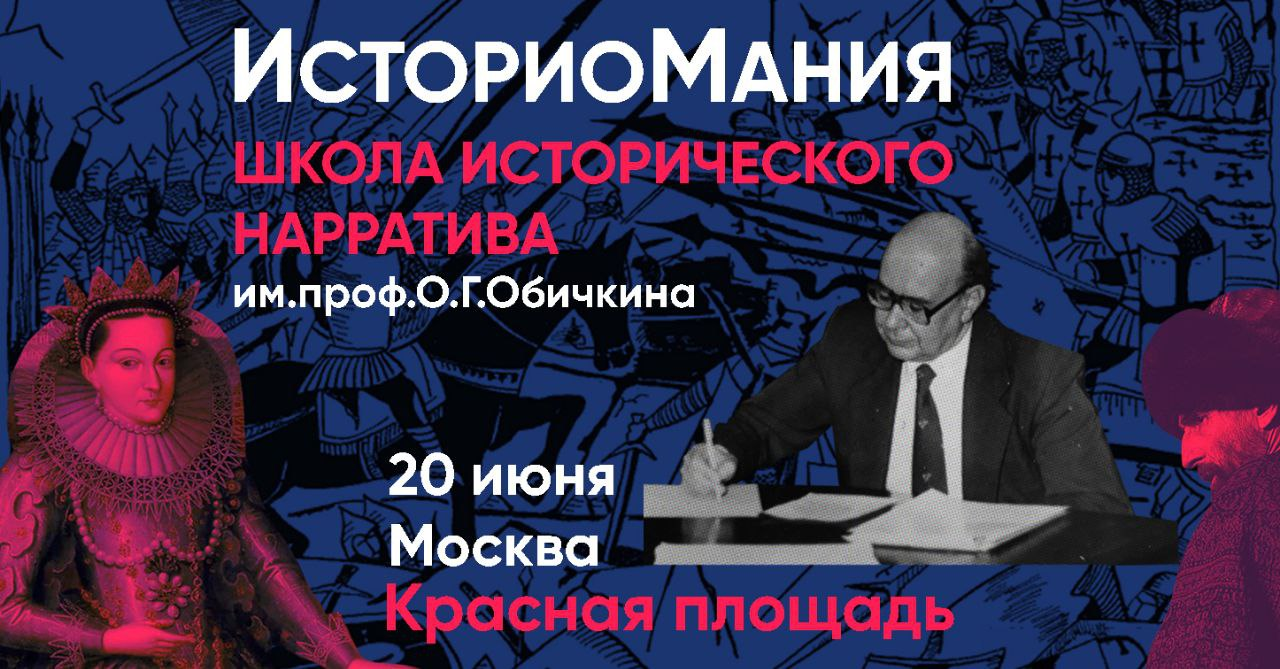 ИСТОРИОМАНИЯ
ШКОЛА ИСТОРИЧЕСКОГО
НАРРАТИВА
им.проф.О.Г.Обичкина
20 июня
Москва
Красная площадь